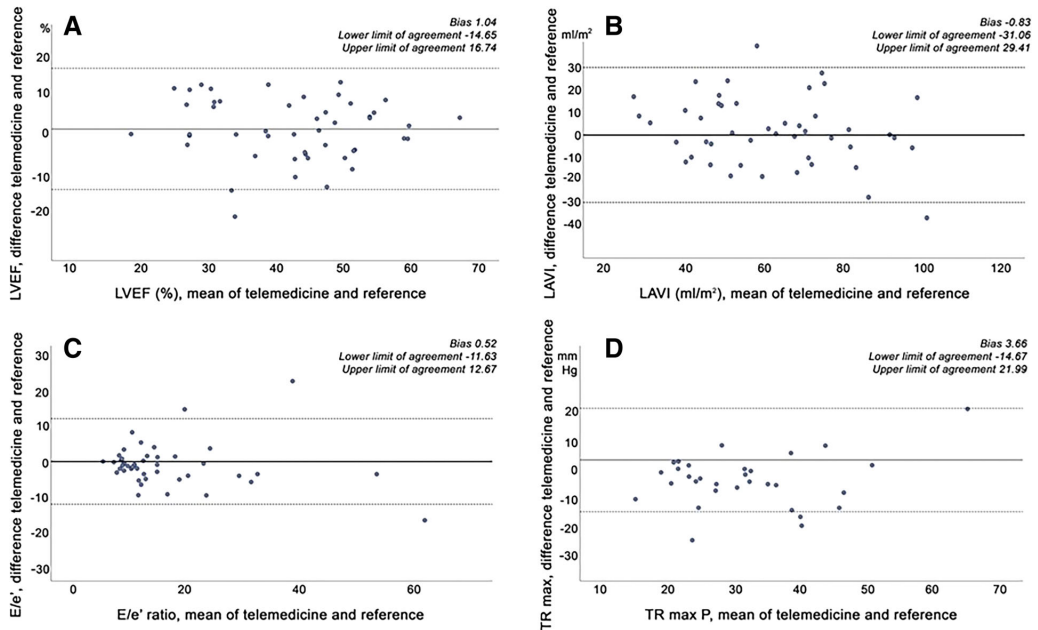 A
Bias 1.04
Lower limit of agreement -14.65
Upper limit of agreement 16.74
%
20
10
0
-10
-20
LVEF, difference telemedicine and reference
10 20 30 40 50 60 70
LVEF (%), mean of telemedicine and reference
B
Bias -0.83
Lower limit of agreement -31.06
Upper limit of agreement 29.41
ml/m²
30
20
10
0
-10
-20
-30
-40
LAVI, difference telemedicine and reference
20 40 60 80 100 120
LAVI (ml/m²), mean of telemedicine and reference
C
Bias 0.52
Lower limit of agreement -11.63
Upper limit of agreement 12.67
30
20
10
0
-10
-20
-30
E/e', difference telemedicine and reference
0 20 40 60
E/e' ratio, mean of telemedicine and reference
D
Bias 3.66
Lower limit of agreement -14.67
Upper limit of agreement 21.99
mm
Hg
20
10
0
-10
-20
-30
TR max, difference telemedicine and reference
10 20 30 40 50 60 70
TR max P, mean of telemedicine and reference